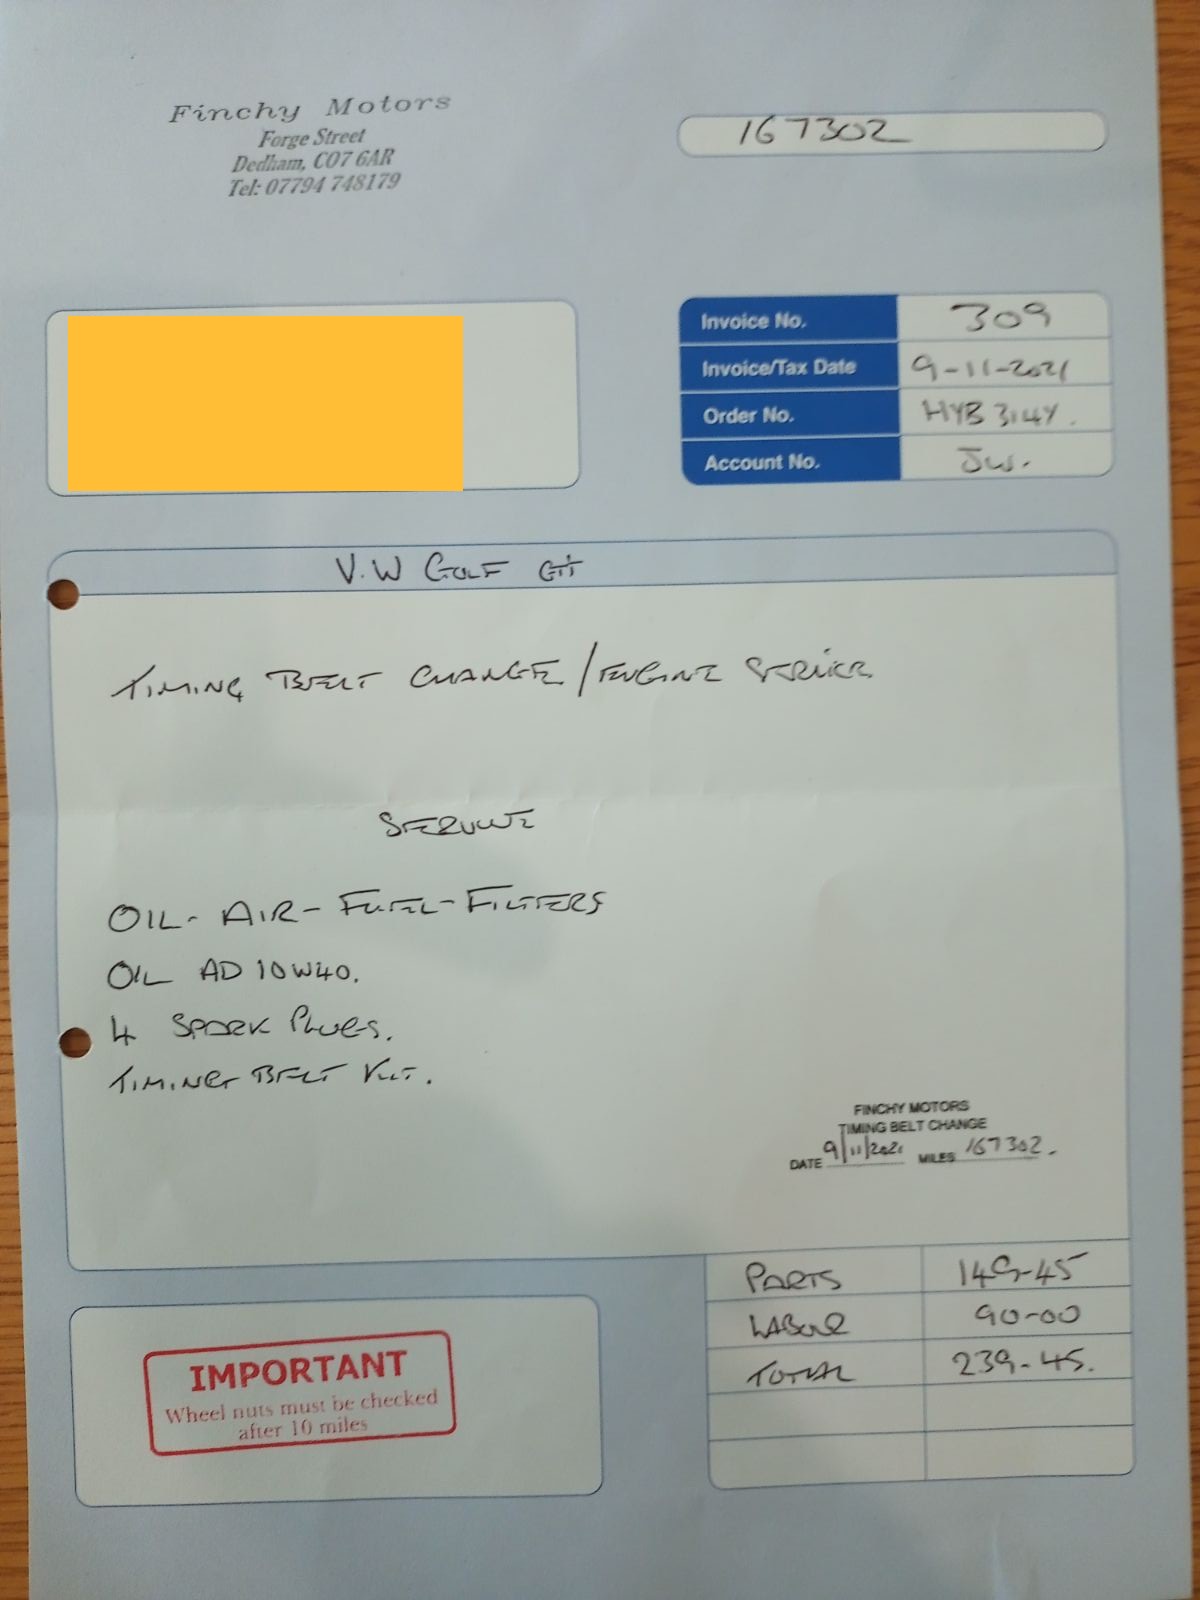 Finchy Motors
Forge Street
Dedham, CO7 6AR
Tel: 07794 748179
167302
Invoice No. 309
Invoice/Tax Date 9-11-2021
Order No. HYB 314Y.
Account No. JW.
V.W GOLF GTI
TIMING BELT CHANGE/ENGINE SERVICE
SERVICE
OIL- AIR- FUEL- FILTERS
OIL AD 10W40.
4 SPARK PLUGS.
TIMING BELT KIT.
FINCHY MOTORS
TIMING BELT CHANGE
DATE 9/11/2021 MILES 167302.
PARTS 149-45
LABOUR 90-00
TOTAL 239-45.
IMPORTANT
Wheel nuts must be checked
after 10 miles